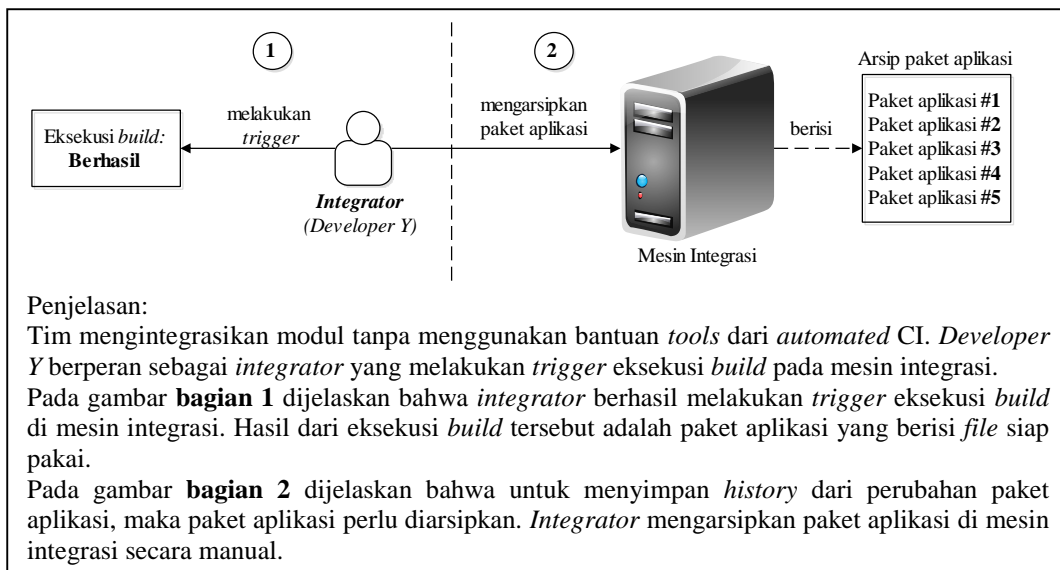 1
2
Arsip paket aplikasi
Eksekusi build:
Berhasil
melakukan
trigger
mengarsipkan
paket aplikasi
berisi
Paket aplikasi #1
Paket aplikasi #2
Paket aplikasi #3
Paket aplikasi #4
Paket aplikasi #5
Integrator
(Developer Y)
Mesin Integrasi
Penjelasan:
Tim mengintegrasikan modul tanpa menggunakan bantuan tools dari automated CI. Developer
Y berperan sebagai integrator yang melakukan trigger eksekusi build pada mesin integrasi.
Pada gambar bagian 1 dijelaskan bahwa integrator berhasil melakukan trigger eksekusi build
di mesin integrasi. Hasil dari eksekusi build tersebut adalah paket aplikasi yang berisi file siap
pakai.
Pada gambar bagian 2 dijelaskan bahwa untuk menyimpan history dari perubahan paket
aplikasi, maka paket aplikasi perlu diarsipkan. Integrator mengarsipkan paket aplikasi di mesin
integrasi secara manual.